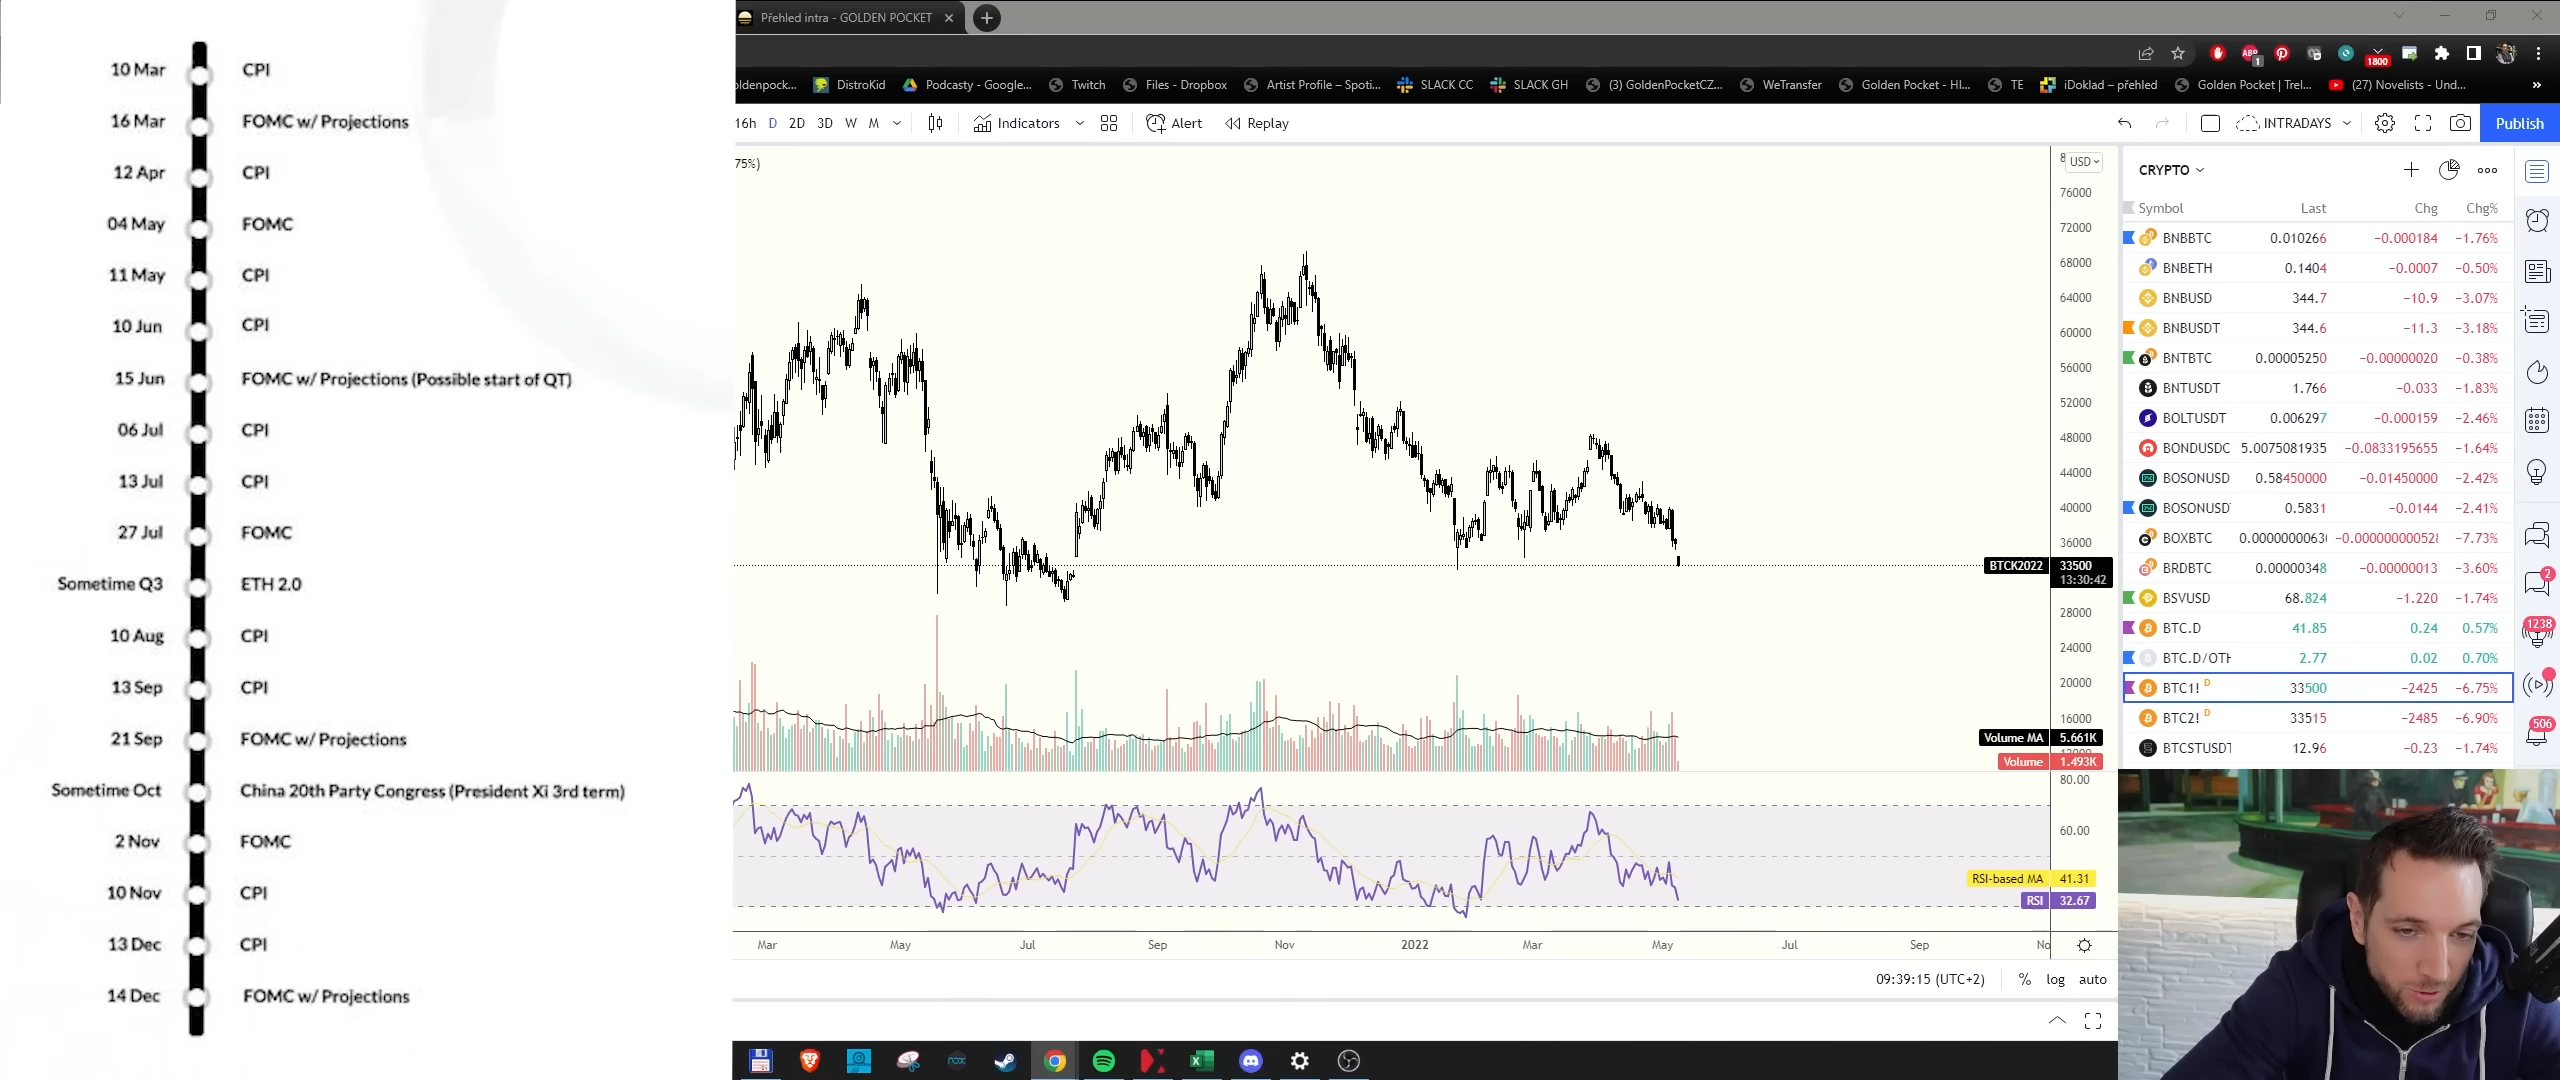 10 Mar CPI
16 Mar FOMC w/ Projections
12 Apr CPI
04 May FOMC
11 May CPI
10 Jun CPI
15 Jun FOMC w/ Projections (Possible start of QT)
06 Jul CPI
13 Jul CPI
27 Jul FOMC
Sometime Q3 ETH 2.0
10 Aug CPI
13 Sep CPI
21 Sep FOMC w/ Projections
Sometime Oct China 20th Party Congress (President Xi 3rd term)
2 Nov FOMC
10 Nov CPI
13 Dec CPI
14 Dec FOMC w/ Projections
Přehled intra - GOLDEN POCKET
ABP 1 1800
oldenpock... DistroKid Podcasty - Google... Twitch Files - Dropbox Artist Profile – Spoti... SLACK CC SLACK GH (3) GoldenPocketCZ... WeTransfer Golden Pocket - Hl... TE iDoklad – přehled Golden Pocket | Trel... (27) Novelists - Und... »
16h D 2D 3D W M Indicators Alert Replay INTRADAYS Publish
75%)
USD
76000
72000
68000
64000
60000
56000
52000
48000
44000
40000
36000
BTCK2022 33500
13:30:42
28000
24000
20000
16000
Volume MA 5.661K
Volume 1.493K
80.00
60.00
RSI-based MA 41.31
RSI 32.67
Mar May Jul Sep Nov 2022 Mar May Jul Sep No
09:39:15 (UTC+2) % log auto
CRYPTO
Symbol Last Chg Chg%
BNBBTC 0.010266 −0.000184 −1.76%
BNBETH 0.1404 −0.0007 −0.50%
BNBUSD 344.7 −10.9 −3.07%
BNBUSDT 344.6 −11.3 −3.18%
BNTBTC 0.00005250 −0.00000020 −0.38%
BNTUSDT 1.766 −0.033 −1.83%
BOLTUSDT 0.006297 −0.000159 −2.46%
BONDUSDC 5.0075081935 −0.0833195655 −1.64%
BOSONUSD 0.58450000 −0.01450000 −2.42%
BOSONUSD 0.5831 −0.0144 −2.41%
BOXBTC 0.0000000063 −0.00000000052 −7.73%
BRDBTC 0.00000348 −0.00000013 −3.60%
BSVUSD 68.824 −1.220 −1.74%
BTC.D 41.85 0.24 0.57%
BTC.D/OTH 2.77 0.02 0.70%
BTC1! D 33500 −2425 −6.75%
BTC2! D 33515 −2485 −6.90%
BTCSTUSDT 12.96 −0.23 −1.74%
2
1238
506